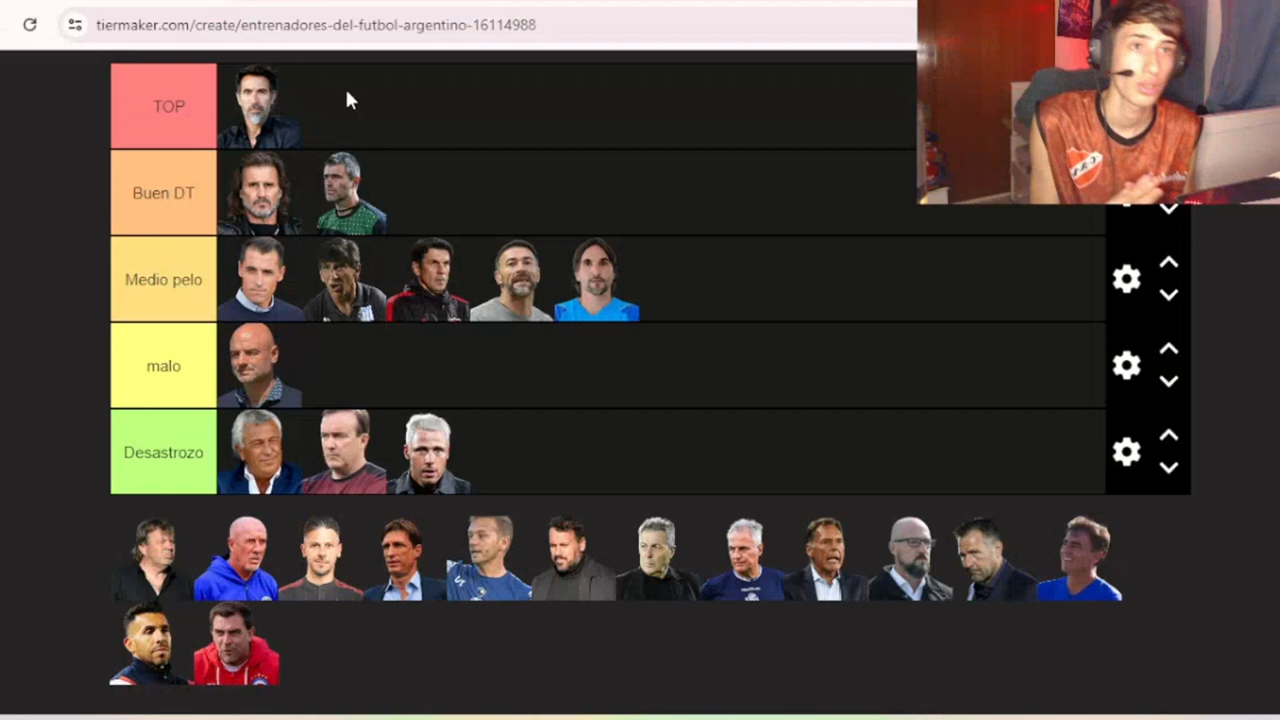 tiermaker.com/create/entrenadores-del-futbol-argentino-16114988
TOP
Buen DT
Medio pelo
malo
Desastrozo